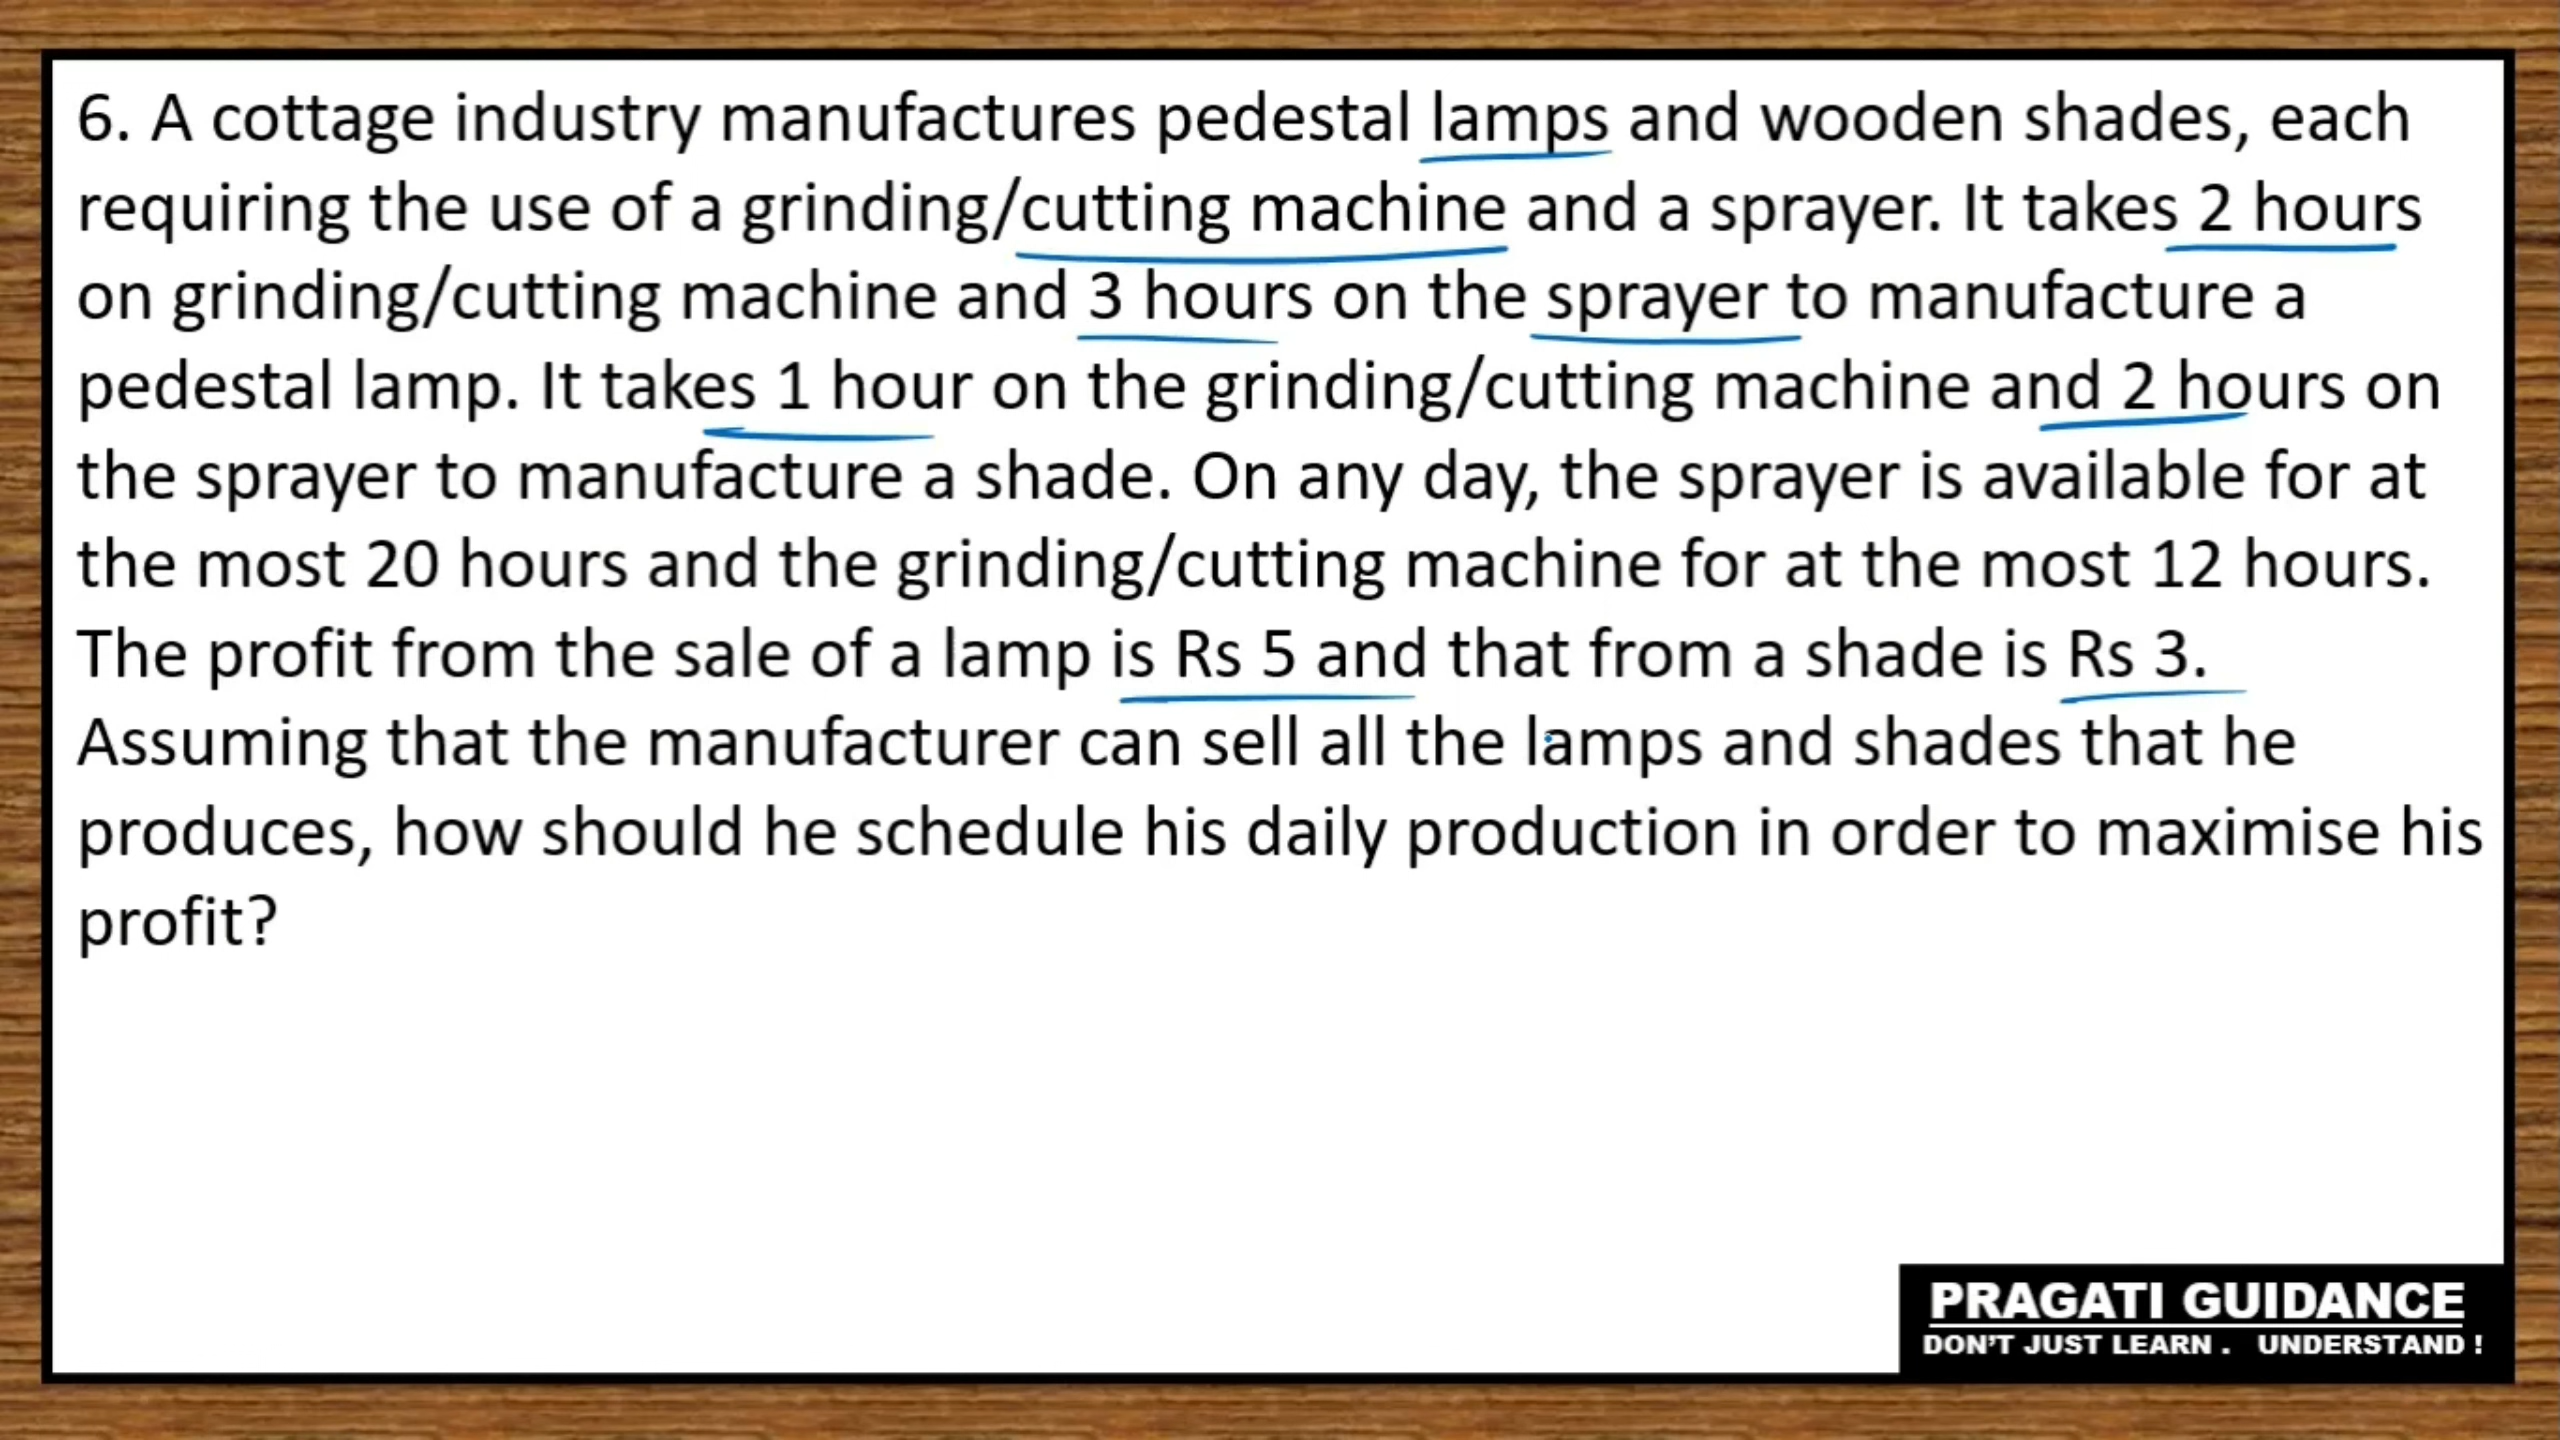 6. A cottage industry manufactures pedestal lamps and wooden shades, each
requiring the use of a grinding/cutting machine and a sprayer. It takes 2 hours
on grinding/cutting machine and 3 hours on the sprayer to manufacture a
pedestal lamp. It takes 1 hour on the grinding/cutting machine and 2 hours on
the sprayer to manufacture a shade. On any day, the sprayer is available for at
the most 20 hours and the grinding/cutting machine for at the most 12 hours.
The profit from the sale of a lamp is Rs 5 and that from a shade is Rs 3.
Assuming that the manufacturer can sell all the lamps and shades that he
produces, how should he schedule his daily production in order to maximise his
profit?
PRAGATI GUIDANCE
DON'T JUST LEARN . UNDERSTAND !